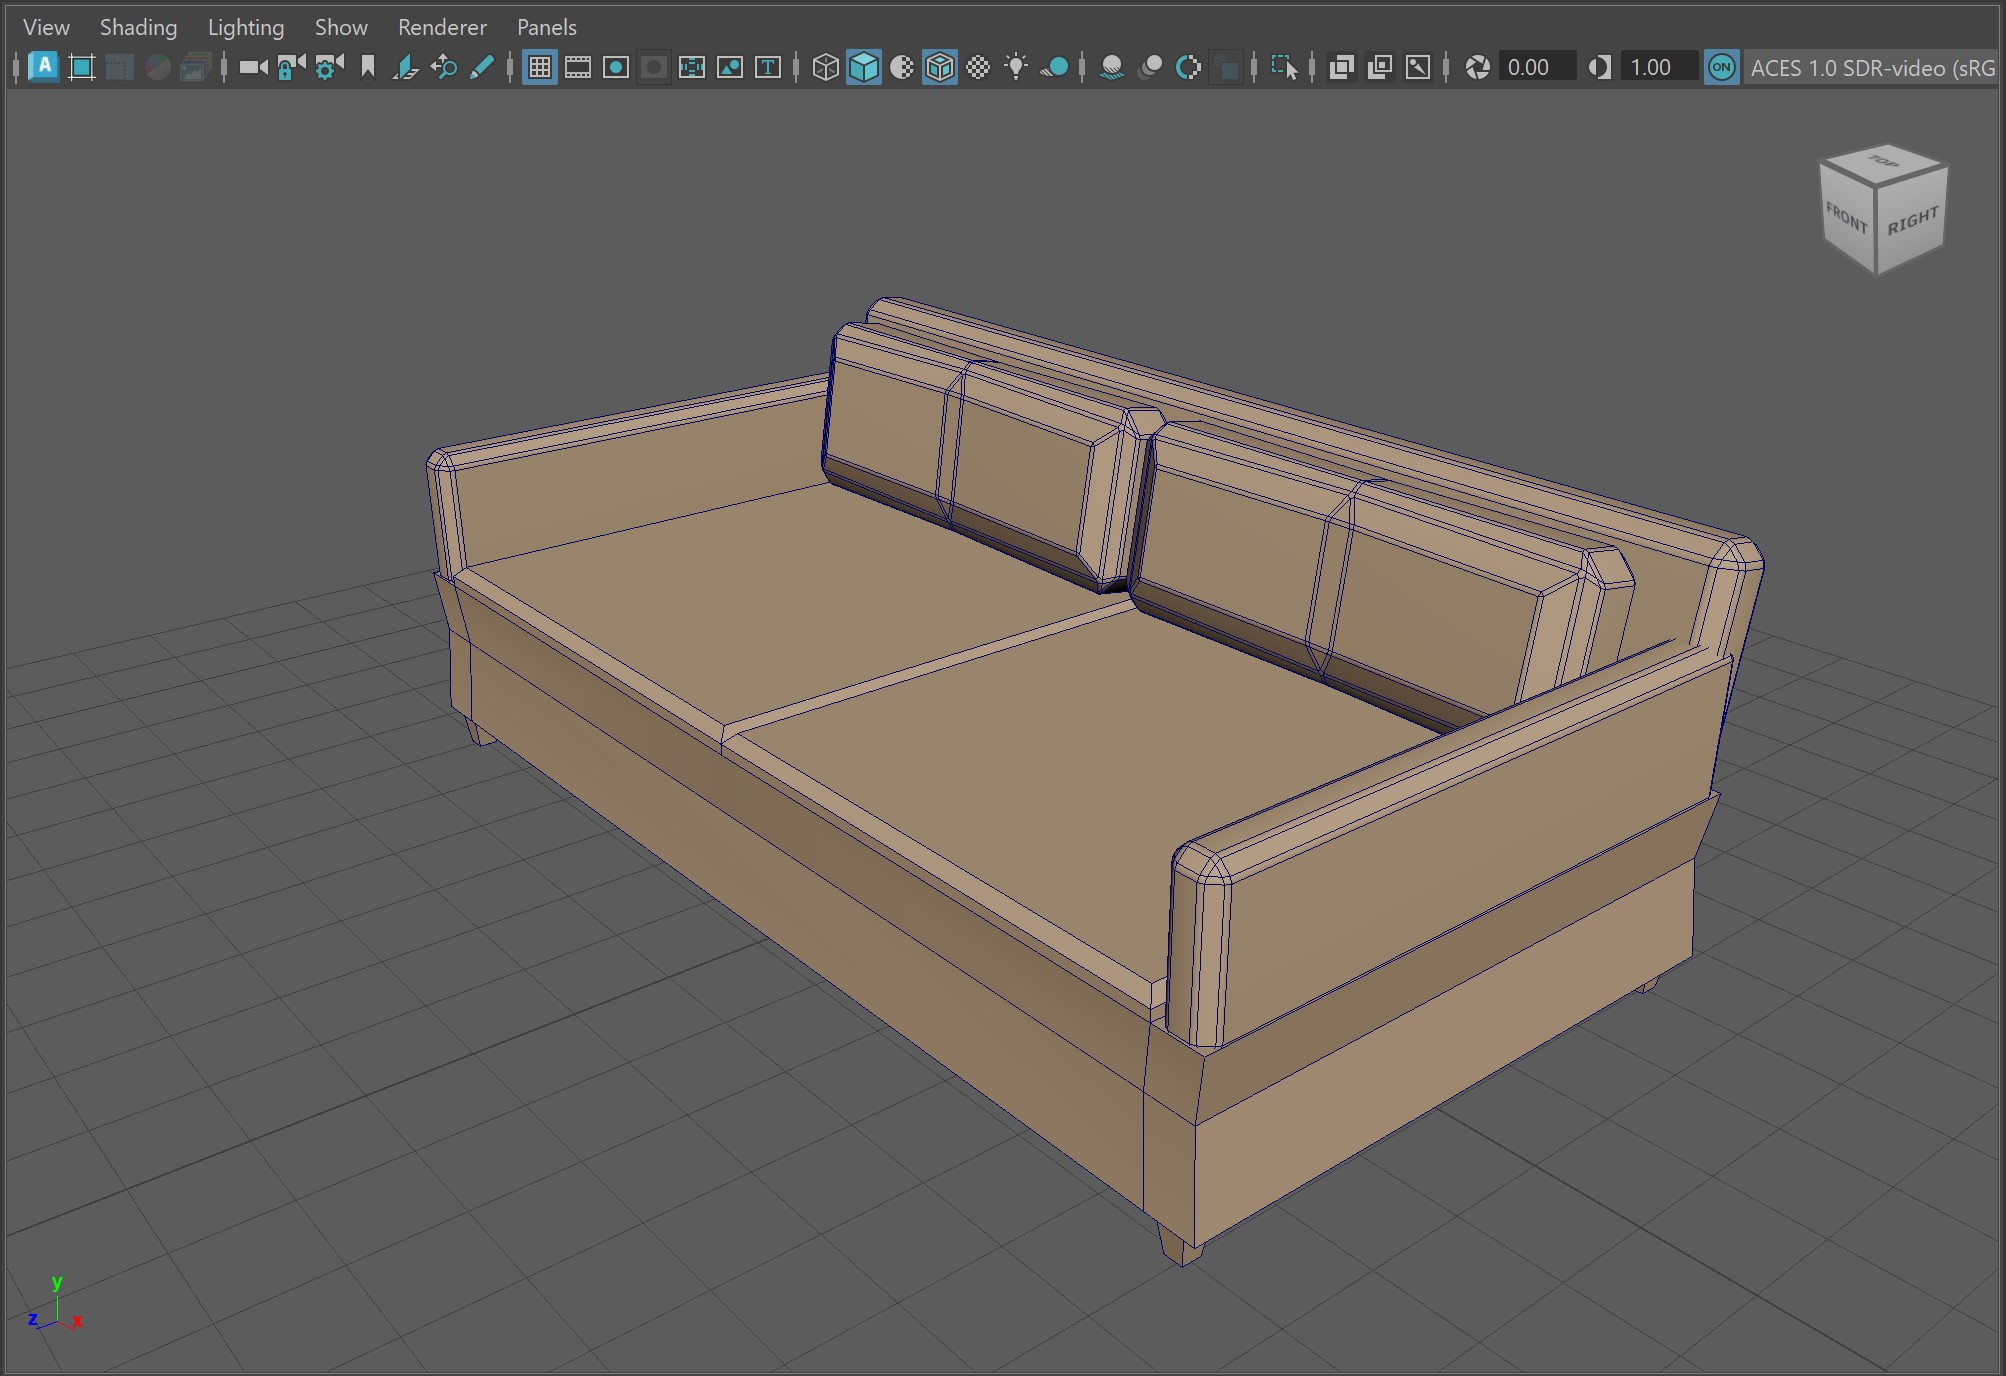 View Shading Lighting Show Renderer Panels
A T 0.00 1.00 ON ACES 1.0 SDR-video (sRG
TOP
FRONT RIGHT
y
z x